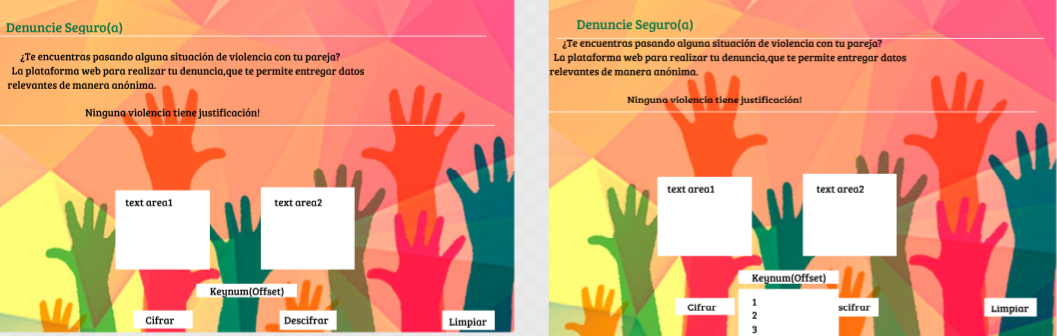 Denuncie Seguro(a)
¿Te encuentras pasando alguna situación de violencia con tu pareja?
La plataforma web para realizar tu denuncia,que te permite entregar datos
relevantes de manera anónima.
Ninguna violencia tiene justificación!
text area1
text area2
Keynum(Offset)
Cifrar
Descifrar
Limpiar
Denuncie Seguro(a)
¿Te encuentras pasando alguna situación de violencia con tu pareja?
La plataforma web para realizar tu denuncia,que te permite entregar datos
relevantes de manera anónima.
Ninguna violencia tiene justificación!
text area1
text area2
Keynum(Offset)
Cifrar
1
scifrar
Limpiar
2
3